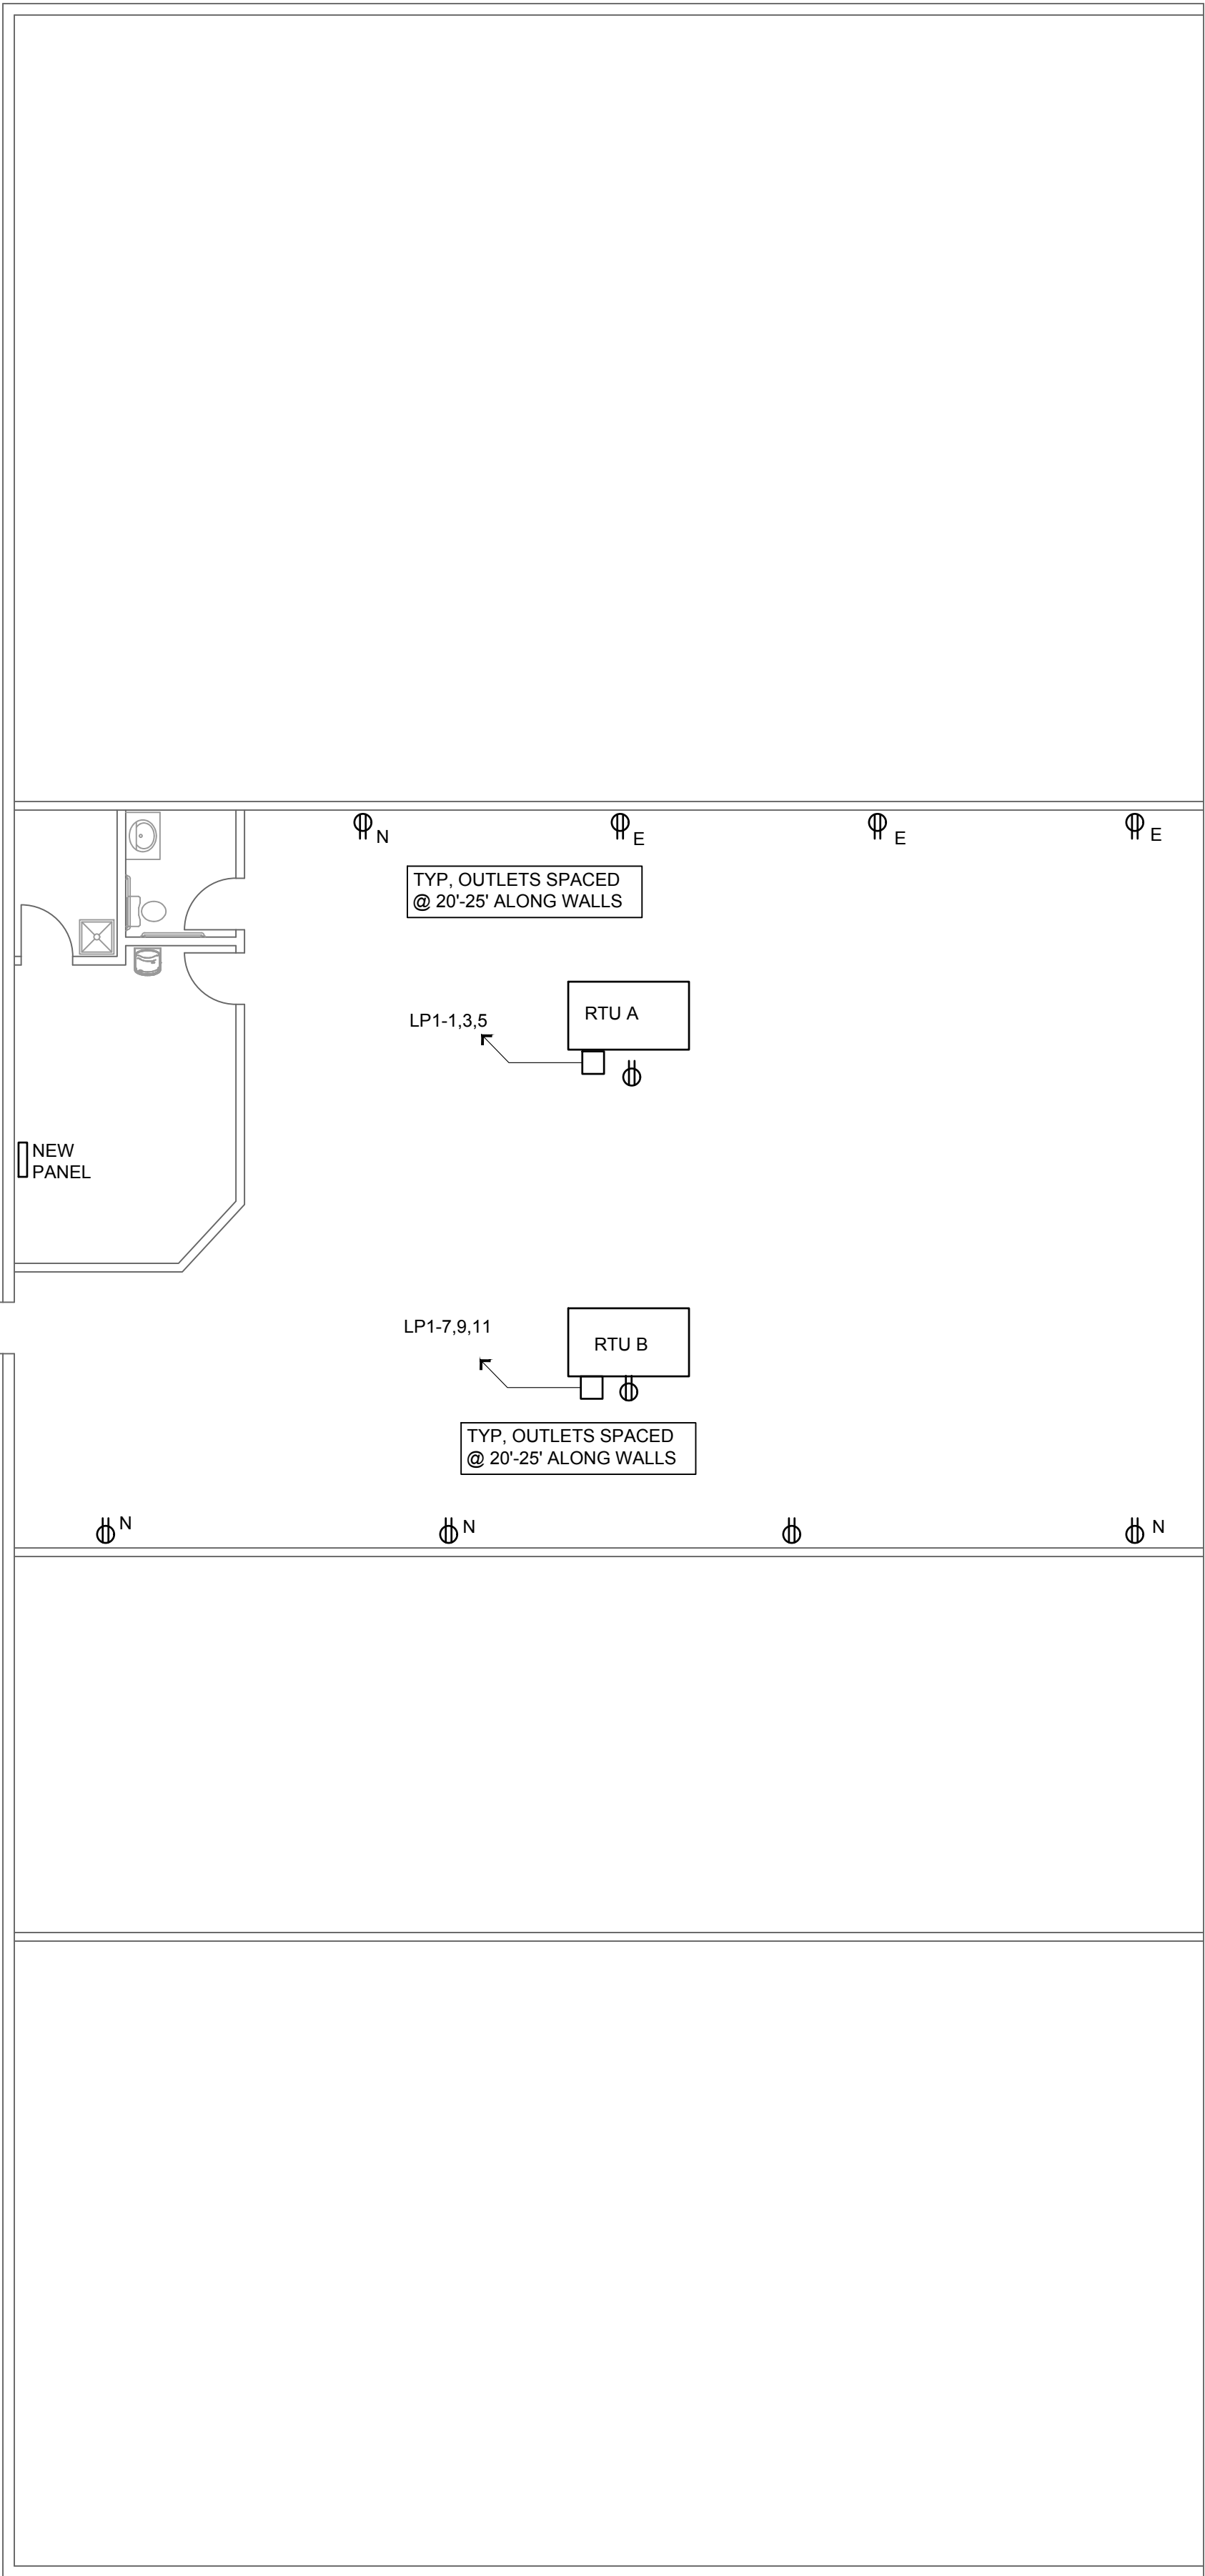 N
E
E
E
TYP, OUTLETS SPACED
@ 20'-25' ALONG WALLS
LP1-1,3,5
RTU A
NEW
PANEL
LP1-7,9,11
RTU B
TYP, OUTLETS SPACED
@ 20'-25' ALONG WALLS
N
N
N